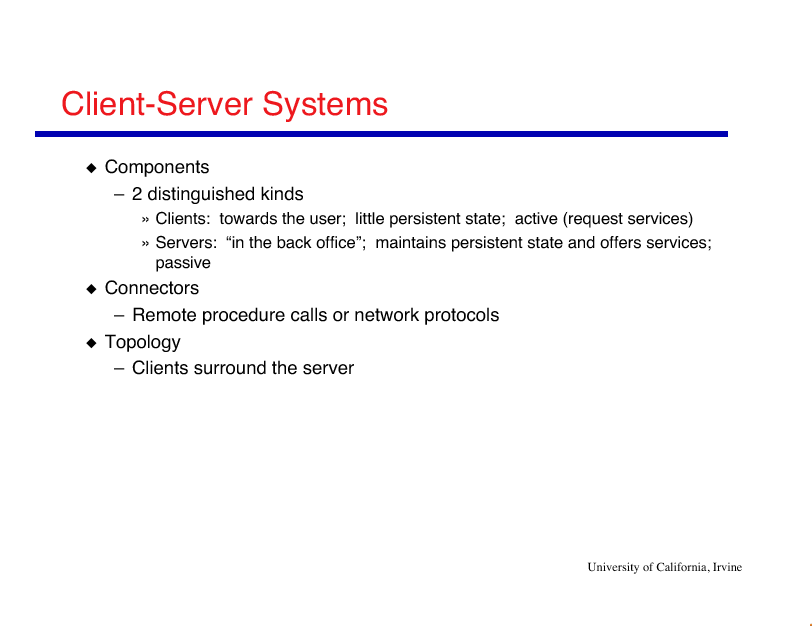 Client-Server Systems
◆ Components
– 2 distinguished kinds
» Clients:  towards the user;  little persistent state;  active (request services)
» Servers:  “in the back office”;  maintains persistent state and offers services;
passive
◆ Connectors
– Remote procedure calls or network protocols
◆ Topology
– Clients surround the server
University of California, Irvine